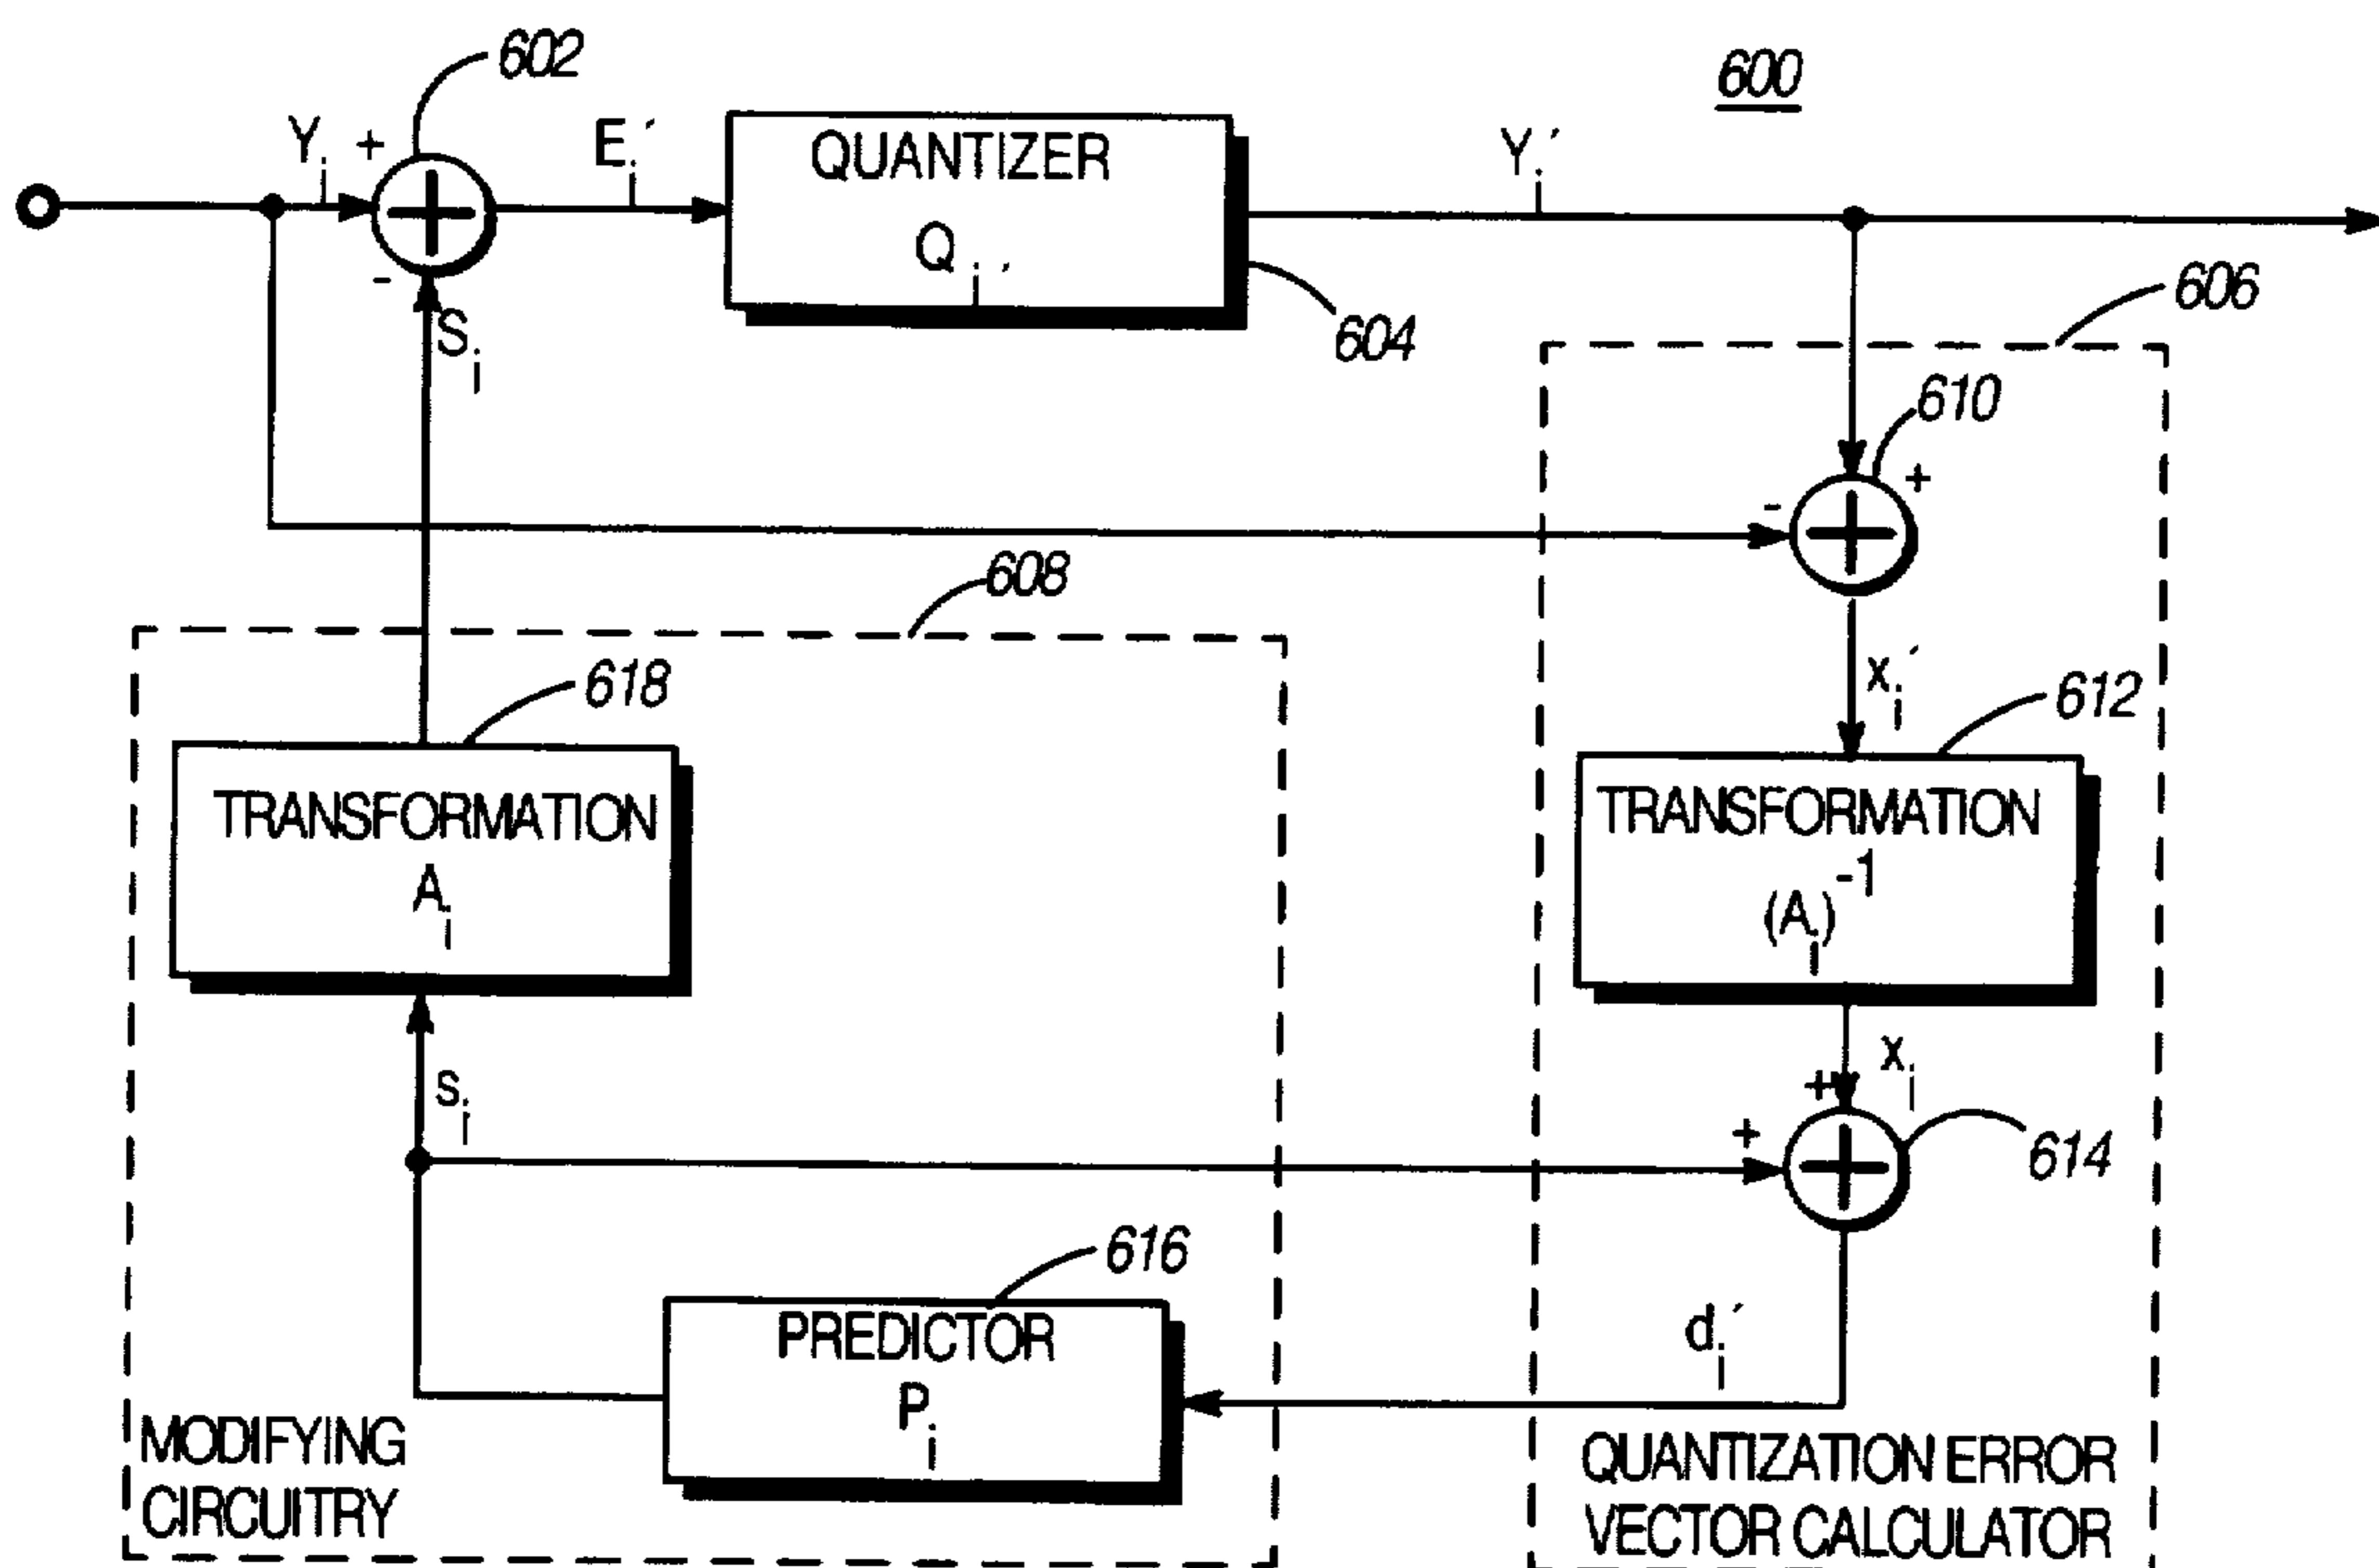 602
600
Y_i + E_i′ QUANTIZER Y_i′
Q_i′
-
S_i
604
606
610
- +
608
x_i′
618
612
TRANSFORMATION
A_i
TRANSFORMATION
(A_i)^-1
s_i
x_i
+
+
614
616
PREDICTOR
P_i
d_i′
MODIFYING
CIRCUITRY
QUANTIZATION ERROR
VECTOR CALCULATOR